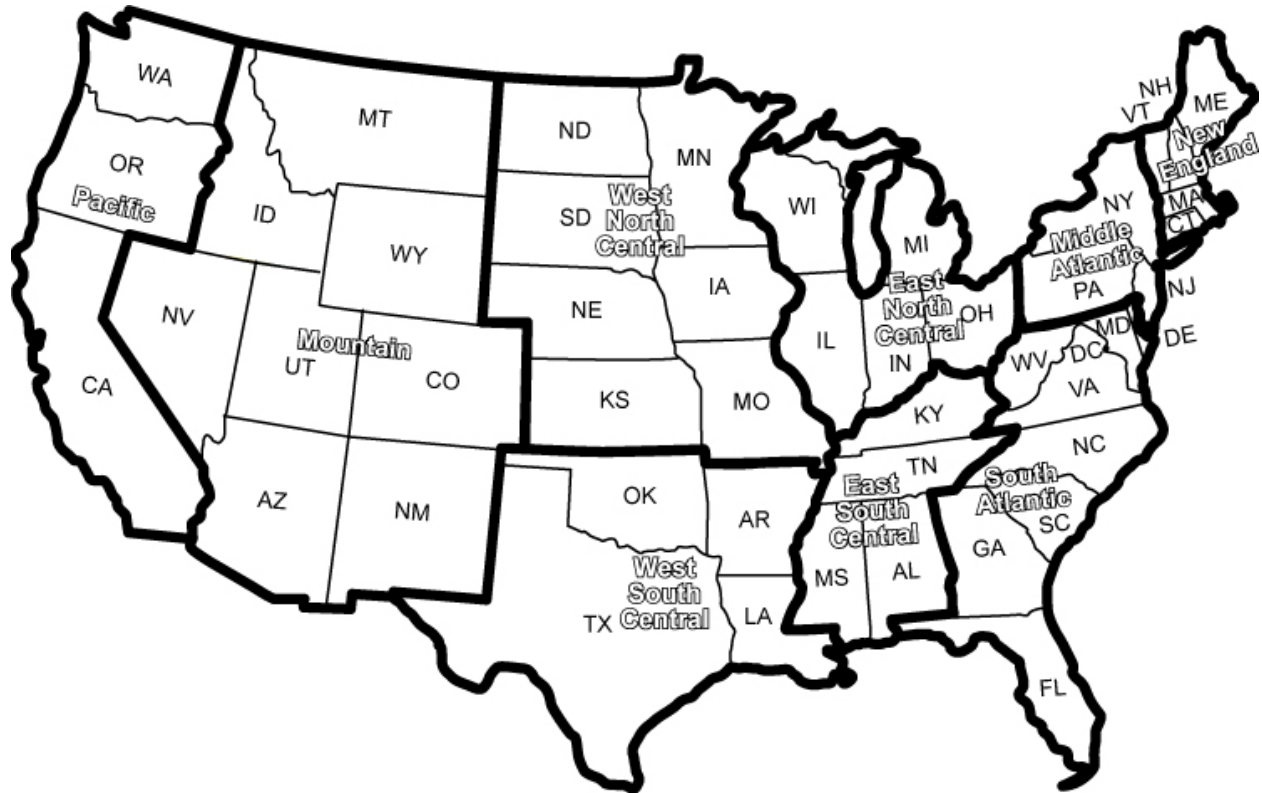 WA
OR
Pacific
CA
NV
ID
MT
WY
Mountain
UT
CO
AZ
NM
ND
SD
NE
KS
MN
IA
MO
West
North
Central
OK
TX
AR
LA
West
South
Central
WI
MI
IL
IN
OH
East
North
Central
KY
TN
MS
AL
East
South
Central
NY
PA
NJ
Middle
Atlantic
NH
VT
ME
MA
CT
New
England
WV
MD
DC
DE
VA
NC
SC
GA
FL
South
Atlantic